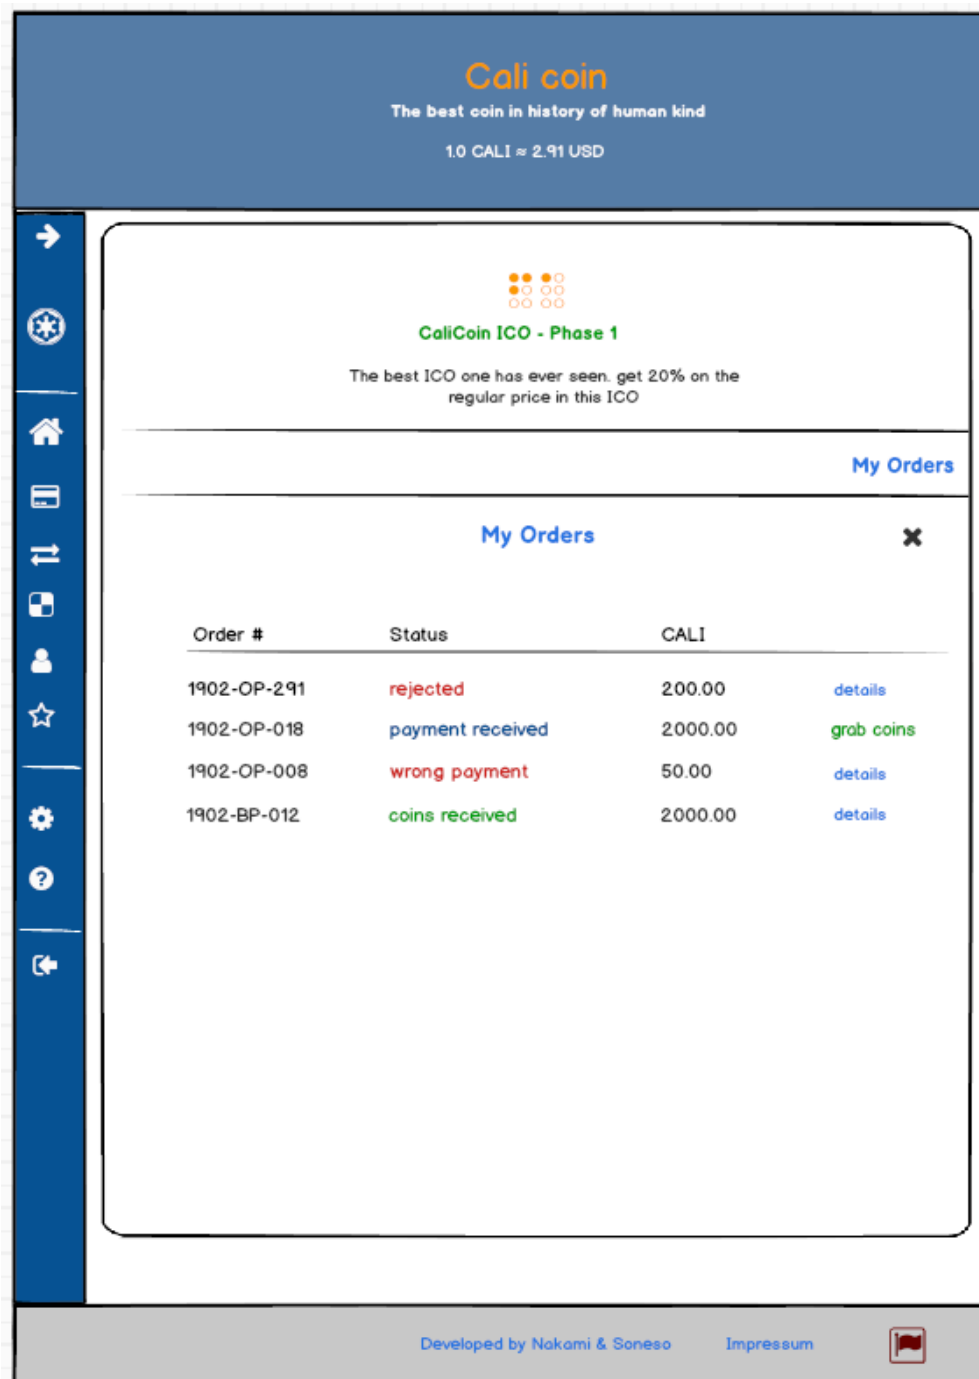 Cali coin
The best coin in history of human kind
1.0 CALI ≈ 2.91 USD
CaliCoin ICO - Phase 1
The best ICO one has ever seen. get 20% on the
regular price in this ICO
My Orders
My Orders
Order # Status CALI
1902-OP-291 rejected 200.00 details
1902-OP-018 payment received 2000.00 grab coins
1902-OP-008 wrong payment 50.00 details
1902-BP-012 coins received 2000.00 details
Developed by Nakami & Soneso Impressum